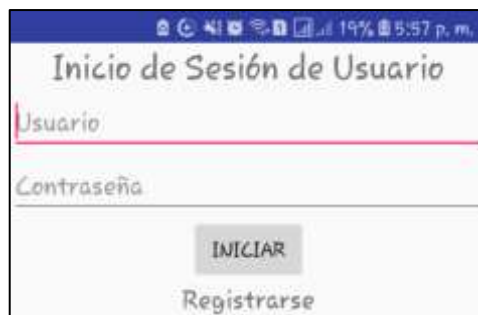 19% 5:57 p. m.
Inicio de Sesión de Usuario
Usuario
Contraseña
INICIAR
Registrarse